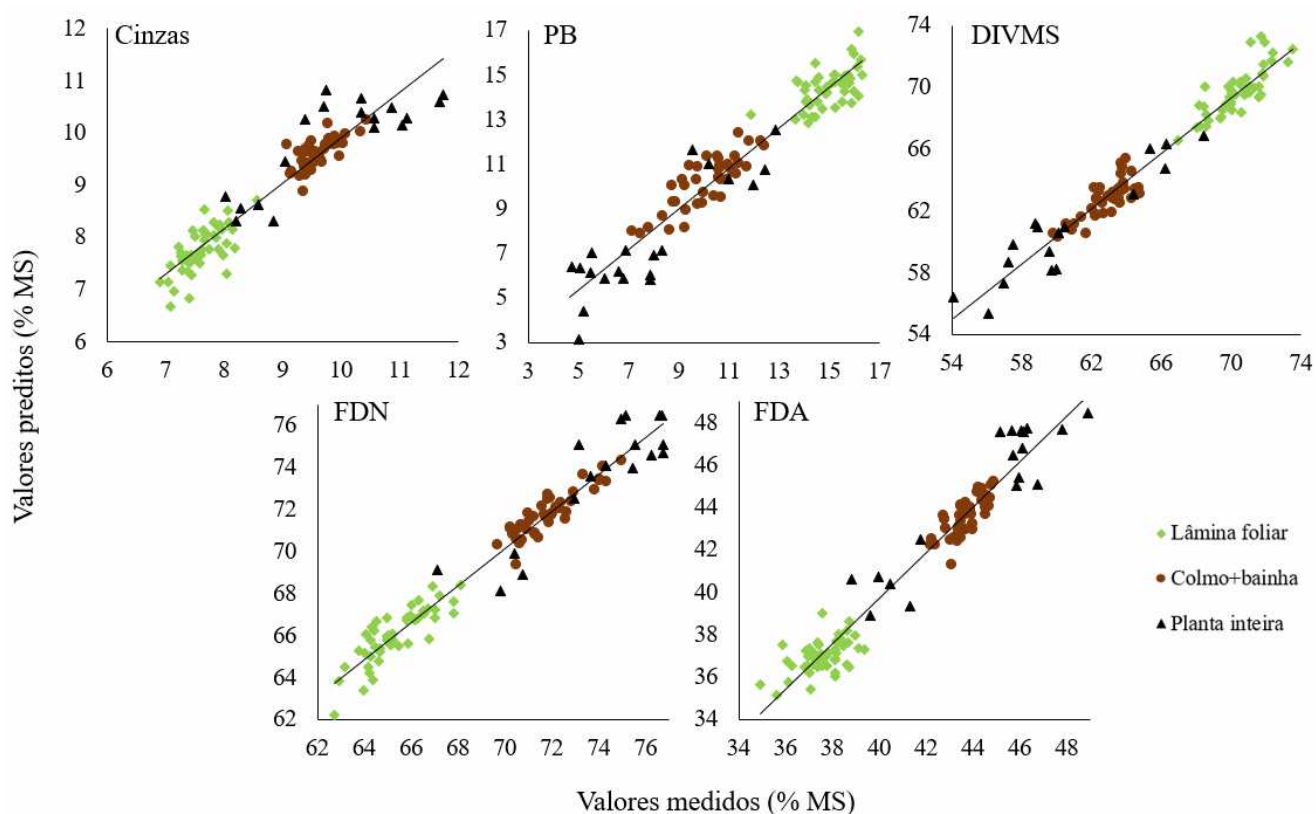 Cinzas
12
11
10
9
8
7
6
6 7 8 9 10 11 12
PB
17
15
13
11
9
7
5
3
3 5 7 9 11 13 15 17
DIVMS
74
70
66
62
58
54
54 58 62 66 70 74
FDN
76
74
72
70
68
66
64
62
62 64 66 68 70 72 74 76
FDA
48
46
44
42
40
38
36
34
34 36 38 40 42 44 46 48
Valores preditos (% MS)
Valores medidos (% MS)
Lâmina foliar
Colmo+bainha
Planta inteira